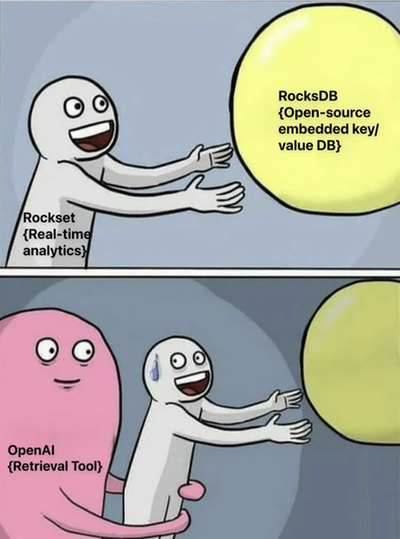 RocksDB
{Open-source
embedded key/
value DB}
Rockset
{Real-time
analytics}
OpenAI
{Retrieval Tool}